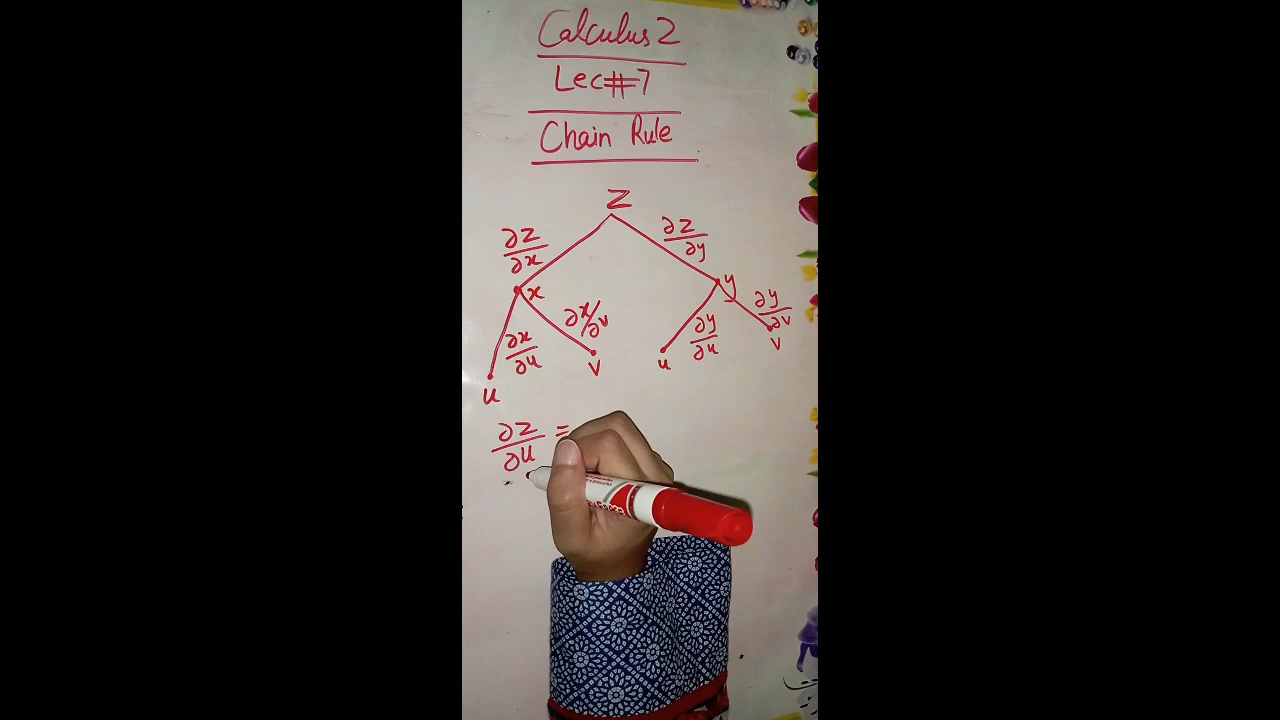 Calculus 2
Lec#7
Chain Rule
Z
∂Z/∂x
∂Z/∂y
x
y
∂x/∂u
∂x/∂v
∂y/∂u
∂y/∂v
u
v
u
v
∂Z/∂u =